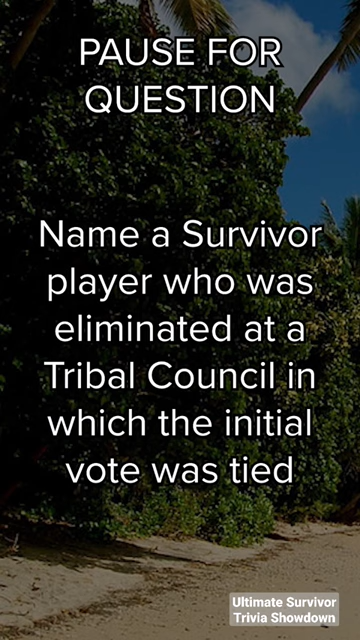 PAUSE FOR
QUESTION
Name a Survivor
player who was
eliminated at a
Tribal Council in
which the initial
vote was tied
Ultimate Survivor
Trivia Showdown